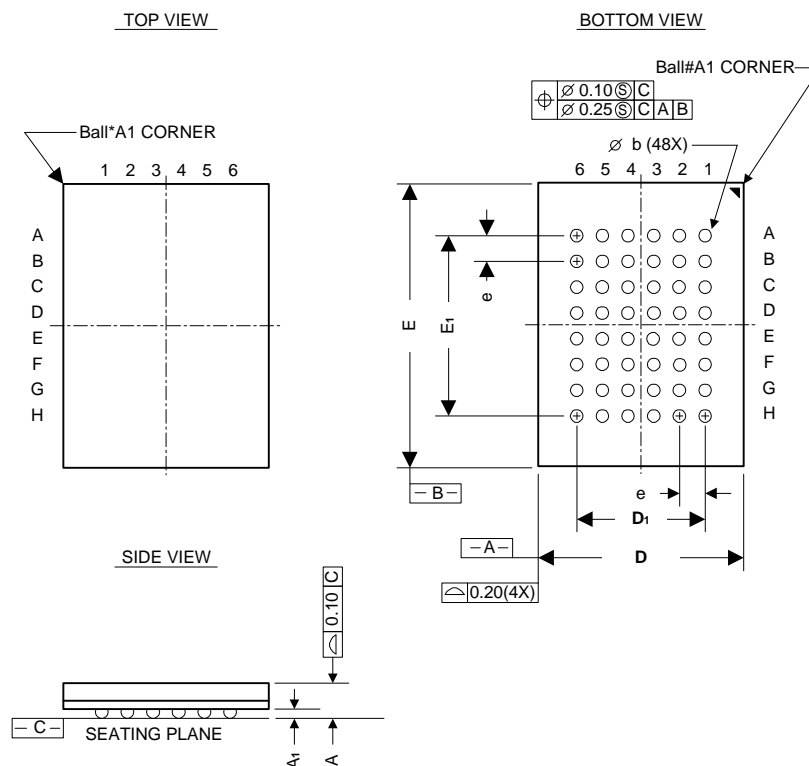 TOP VIEW
BOTTOM VIEW
Ball#A1 CORNER
⌀ 0.10 Ⓢ C
⌀ 0.25 Ⓢ C A B
Ball*A1 CORNER
⌀ b (48X)
1 2 3 4 5 6
6 5 4 3 2 1
A
B
C
D
E
F
G
H
E
E1
e
A
B
C
D
E
F
G
H
– B –
e
D1
– A –
D
0.20(4X)
SIDE VIEW
0.10 C
– C –
SEATING PLANE
A1
A